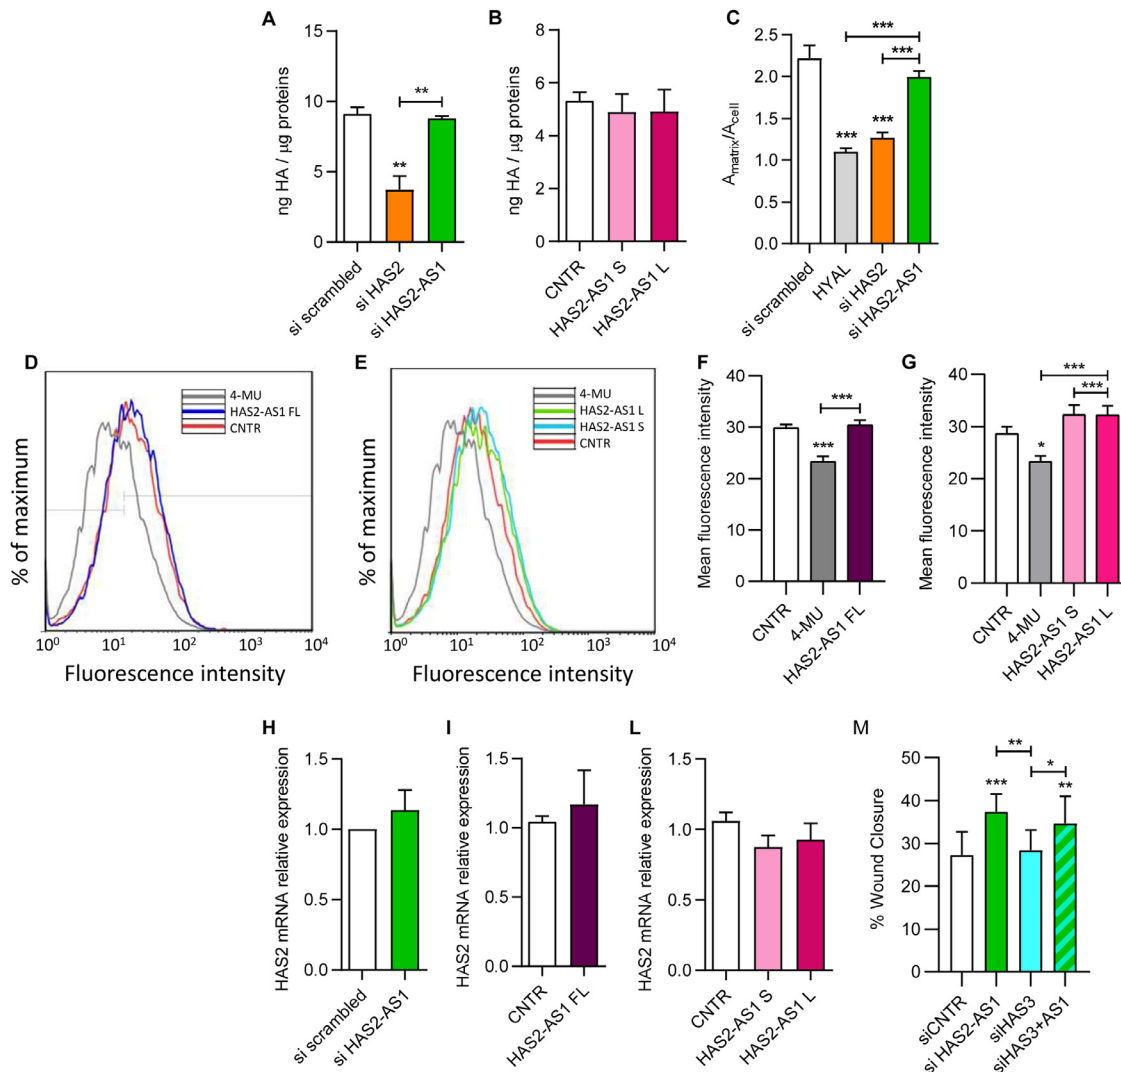 A
ng HA / μg proteins
15
10
5
0
**
**
si scrambled
si HAS2
si HAS2-AS1
B
ng HA / μg proteins
8
6
4
2
0
CNTR
HAS2-AS1 S
HAS2-AS1 L
C
Amatrix/Acell
2.5
2.0
1.5
1.0
0.5
0.0
***
***
***
***
si scrambled
HYAL
si HAS2
si HAS2-AS1
D
% of maximum
4-MU
HAS2-AS1 FL
CNTR
10⁰ 10¹ 10² 10³ 10⁴
Fluorescence intensity
E
% of maximum
4-MU
HAS2-AS1 L
HAS2-AS1 S
CNTR
10⁰ 10¹ 10² 10³ 10⁴
Fluorescence intensity
F
Mean fluorescence intensity
40
30
20
10
0
***
***
CNTR
4-MU
HAS2-AS1 FL
G
Mean fluorescence intensity
40
30
20
10
0
***
***
*
CNTR
4-MU
HAS2-AS1 S
HAS2-AS1 L
H
HAS2 mRNA relative expression
1.5
1.0
0.5
0.0
si scrambled
si HAS2-AS1
I
HAS2 mRNA relative expression
1.5
1.0
0.5
0.0
CNTR
HAS2-AS1 FL
L
HAS2 mRNA relative expression
1.5
1.0
0.5
0.0
CNTR
HAS2-AS1 S
HAS2-AS1 L
M
% Wound Closure
50
40
30
20
10
0
**
*
***
**
siCNTR
si HAS2-AS1
siHAS3
siHAS3+AS1